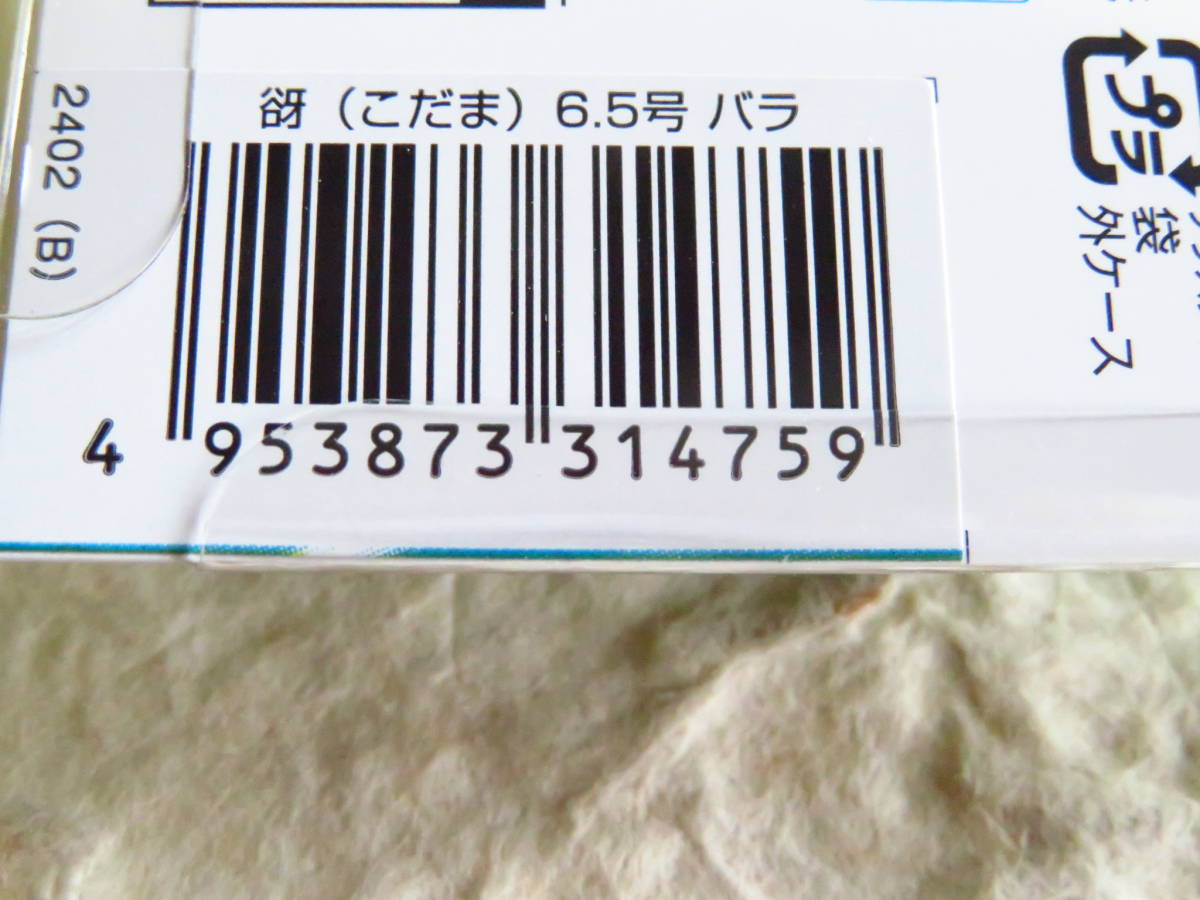 谺（こだま）6.5号 バラ
4 953873 314759
2402 (B)
プラ
袋
外ケース